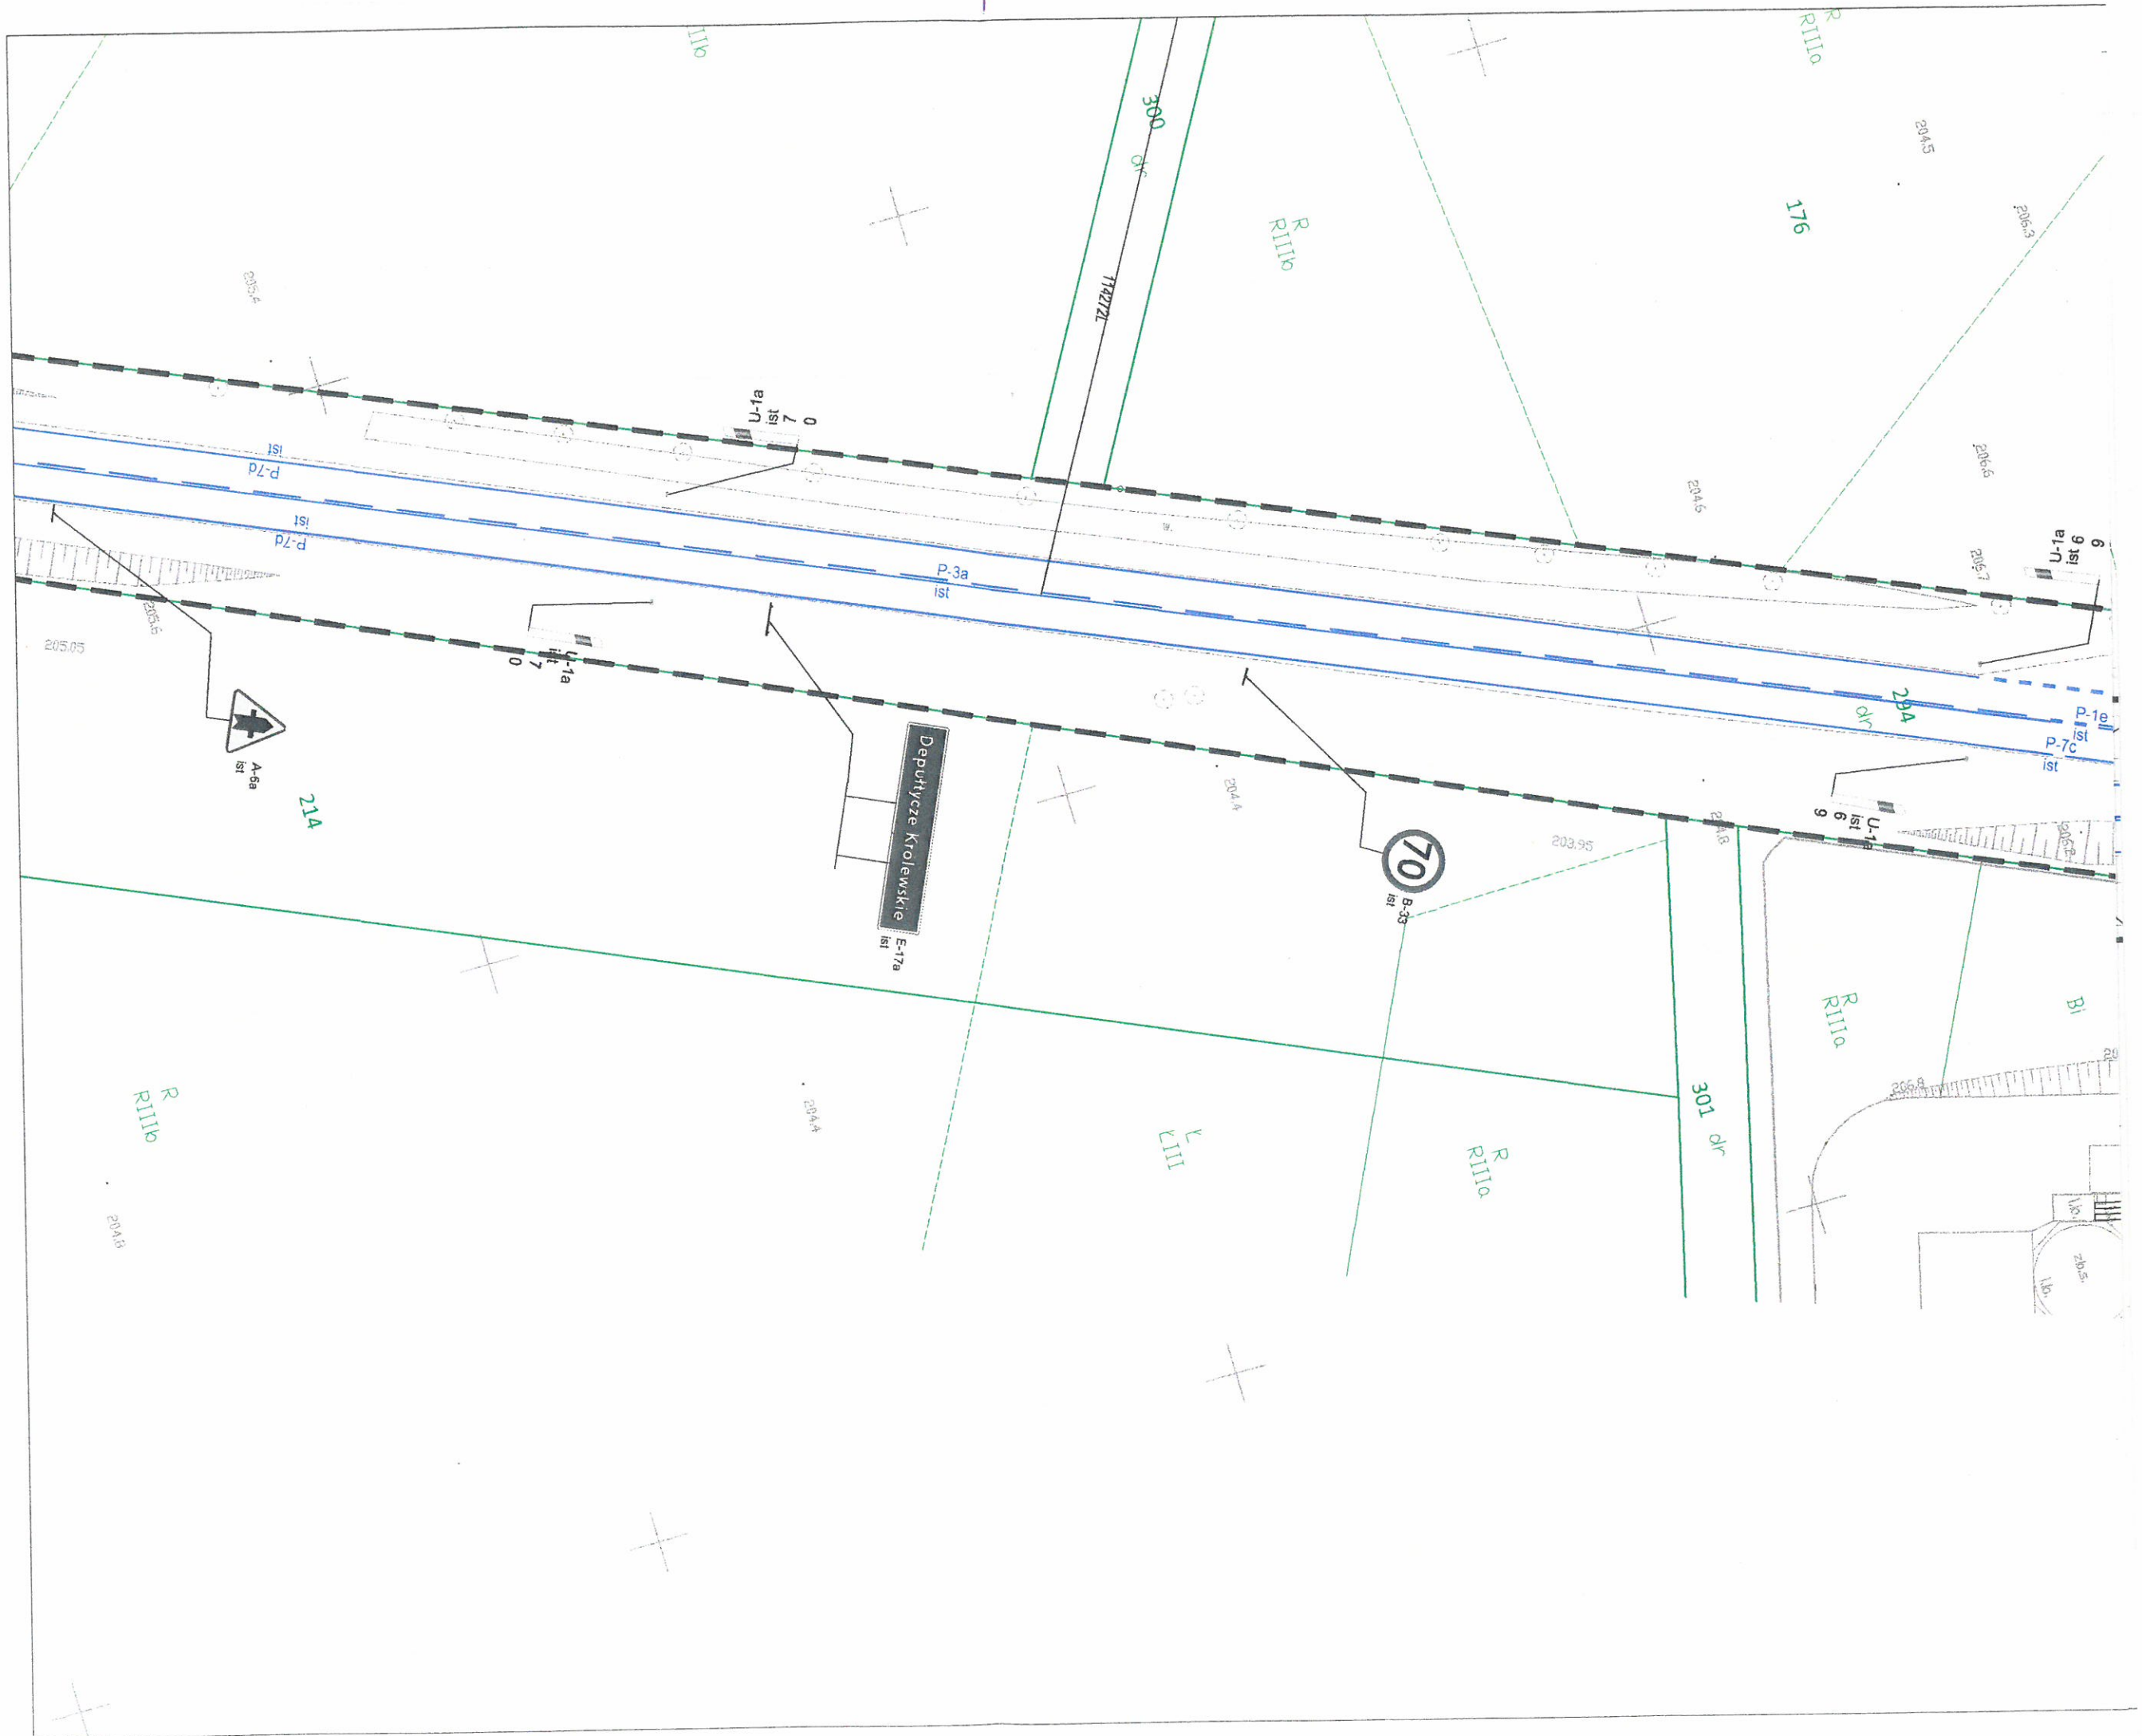 R
RIIIa
204.5
206.3
176
300
dr
R
RIIIb
114272L
205.4
206.6
204.6
206.7
U-1a
ist
7
0
U-1a
ist 6
9
ist
P-7d
ist
P-7d
P-3a
ist
294
dr
P-1e
ist
P-7c
ist
205.6
205.05
U-1a
ist
7
0
A-6a
ist
214
Deputycze Królewskie
E-17a
ist
204.4
70
B-33
ist
203.95
ist
6
9
R
RIIIa
Bi
206.8
301 dr
R
RIIIb
204.4
Ł
ŁIII
R
RIIIa
204.8
i.b.
zb.s.
i.b.